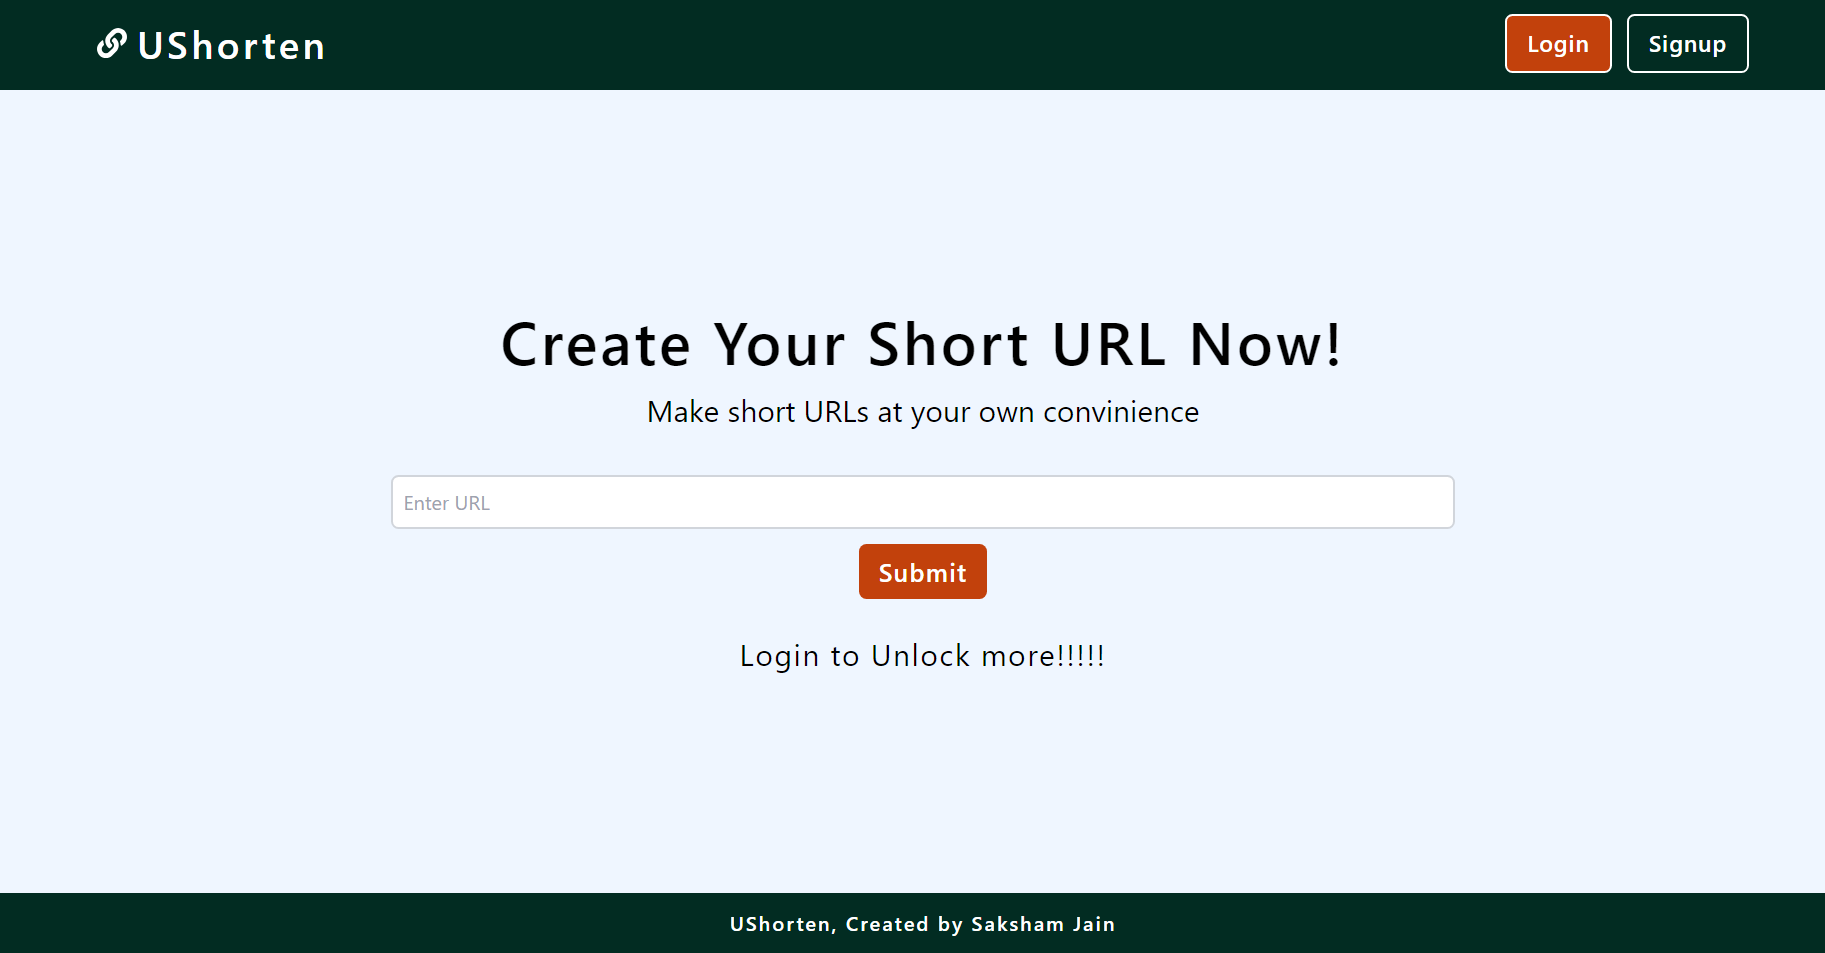 UShorten
Login
Signup
Create Your Short URL Now!
Make short URLs at your own convinience
Enter URL
Submit
Login to Unlock more!!!!!
UShorten, Created by Saksham Jain